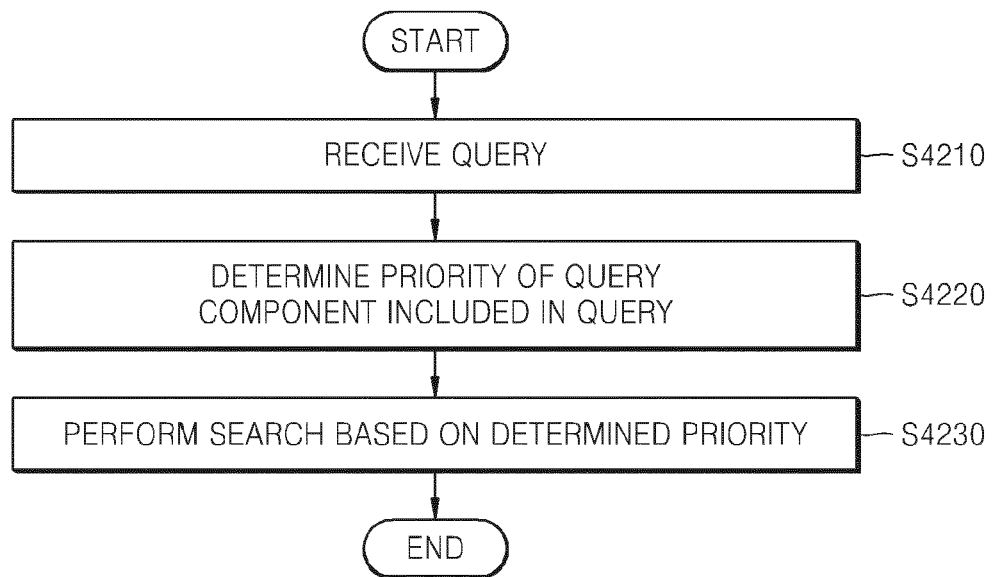 START
RECEIVE QUERY
S4210
DETERMINE PRIORITY OF QUERY
COMPONENT INCLUDED IN QUERY
S4220
PERFORM SEARCH BASED ON DETERMINED PRIORITY
S4230
END